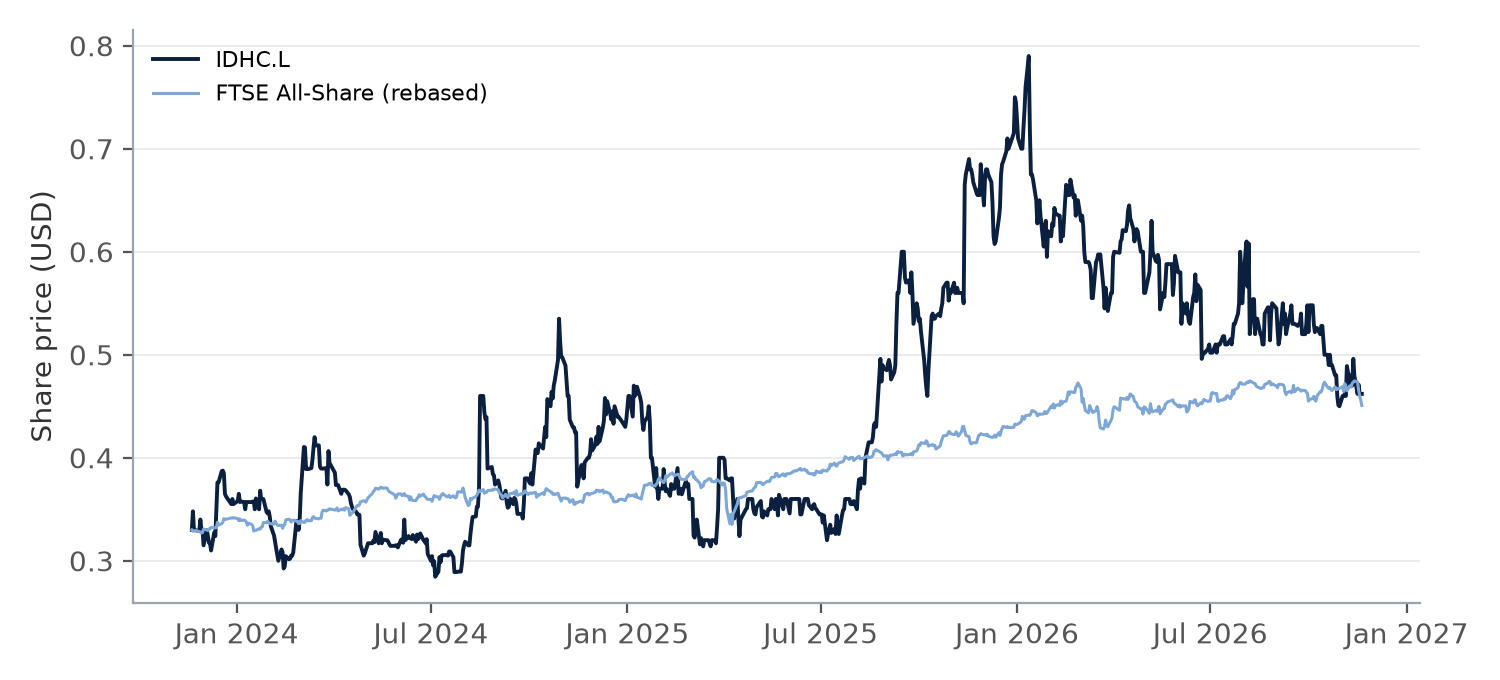 IDHC.L
FTSE All-Share (rebased)
Share price (USD)
0.8
0.7
0.6
0.5
0.4
0.3
Jan 2024
Jul 2024
Jan 2025
Jul 2025
Jan 2026
Jul 2026
Jan 2027